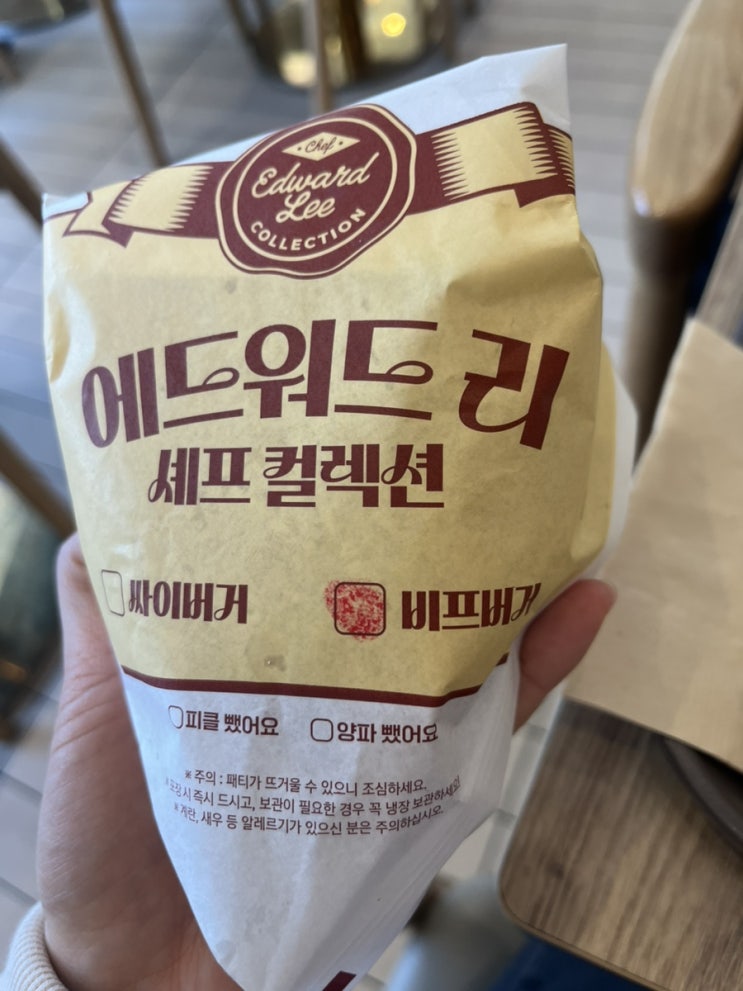 Chef
Edward
Lee
COLLECTION
에드워드 리
셰프 컬렉션
싸이버거 비프버거
피클 뺐어요 양파 뺐어요
※ 주의 : 패티가 뜨거울 수 있으니 조심하세요.
※ 포장 시 즉시 드시고, 보관이 필요한 경우 꼭 냉장 보관하세요.
※ 계란, 새우 등 알레르기가 있으신 분은 주의하십시오.